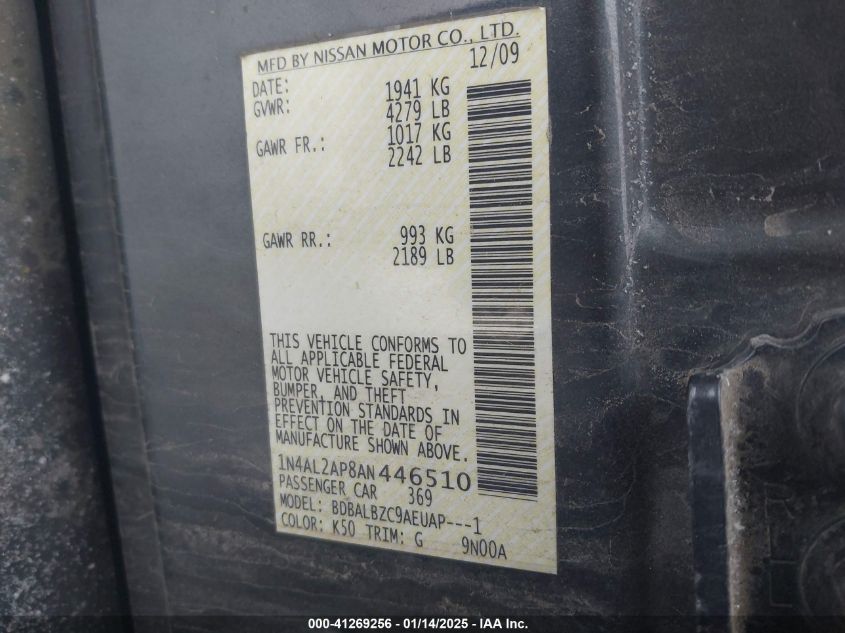 MFD BY NISSAN MOTOR CO., LTD.
DATE: 12/09
GVWR: 1941 KG
4279 LB
GAWR FR.: 1017 KG
2242 LB
GAWR RR.: 993 KG
2189 LB
THIS VEHICLE CONFORMS TO
ALL APPLICABLE FEDERAL
MOTOR VEHICLE SAFETY,
BUMPER, AND THEFT
PREVENTION STANDARDS IN
EFFECT ON THE DATE OF
MANUFACTURE SHOWN ABOVE.
1N4AL2AP8AN446510
PASSENGER CAR 369
MODEL: BDBALBZC9AEUAP---1
COLOR: K50 TRIM: G 9N00A
000-41269256 - 01/14/2025 - IAA Inc.